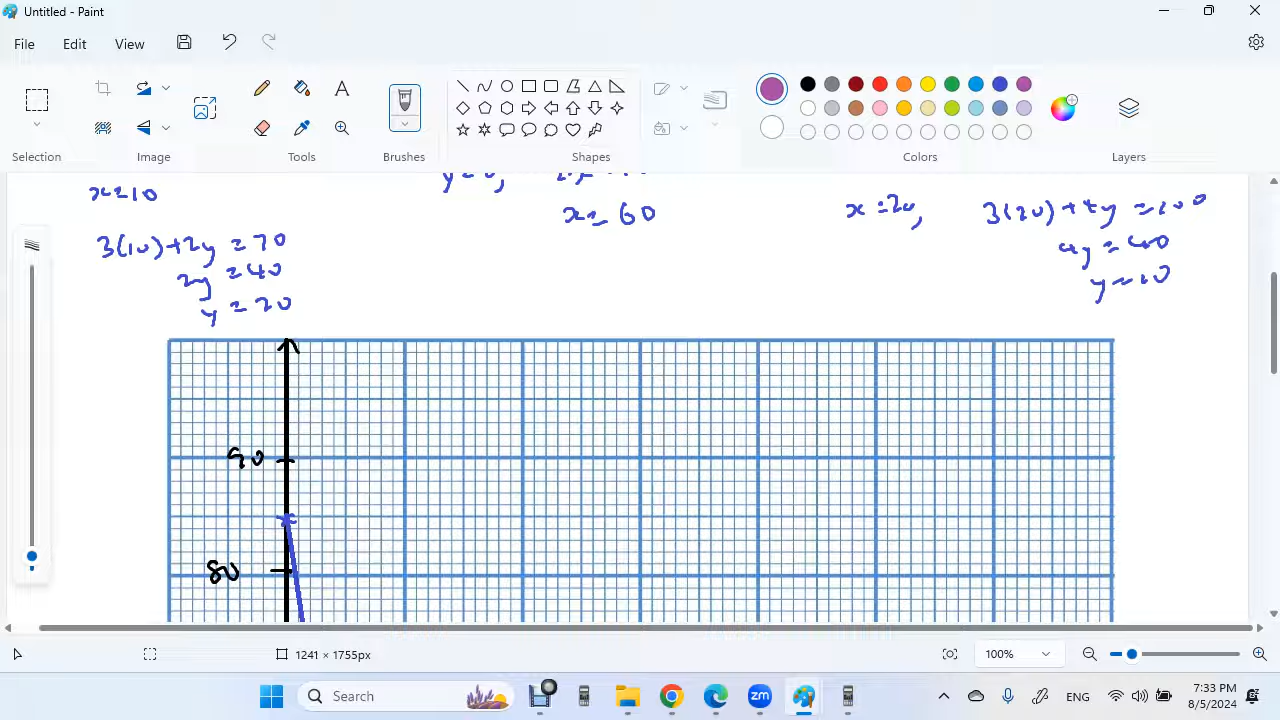 Untitled - Paint
File Edit View
Selection Image Tools Brushes Shapes Colors Layers
x=10
3(10)+2y=70
2y=40
y=20
x=60
x=20,
3(20)+4y=100
4y=40
y=10
90
80
1241 × 1755px
100%
Search
zm
ENG
7:33 PM
8/5/2024